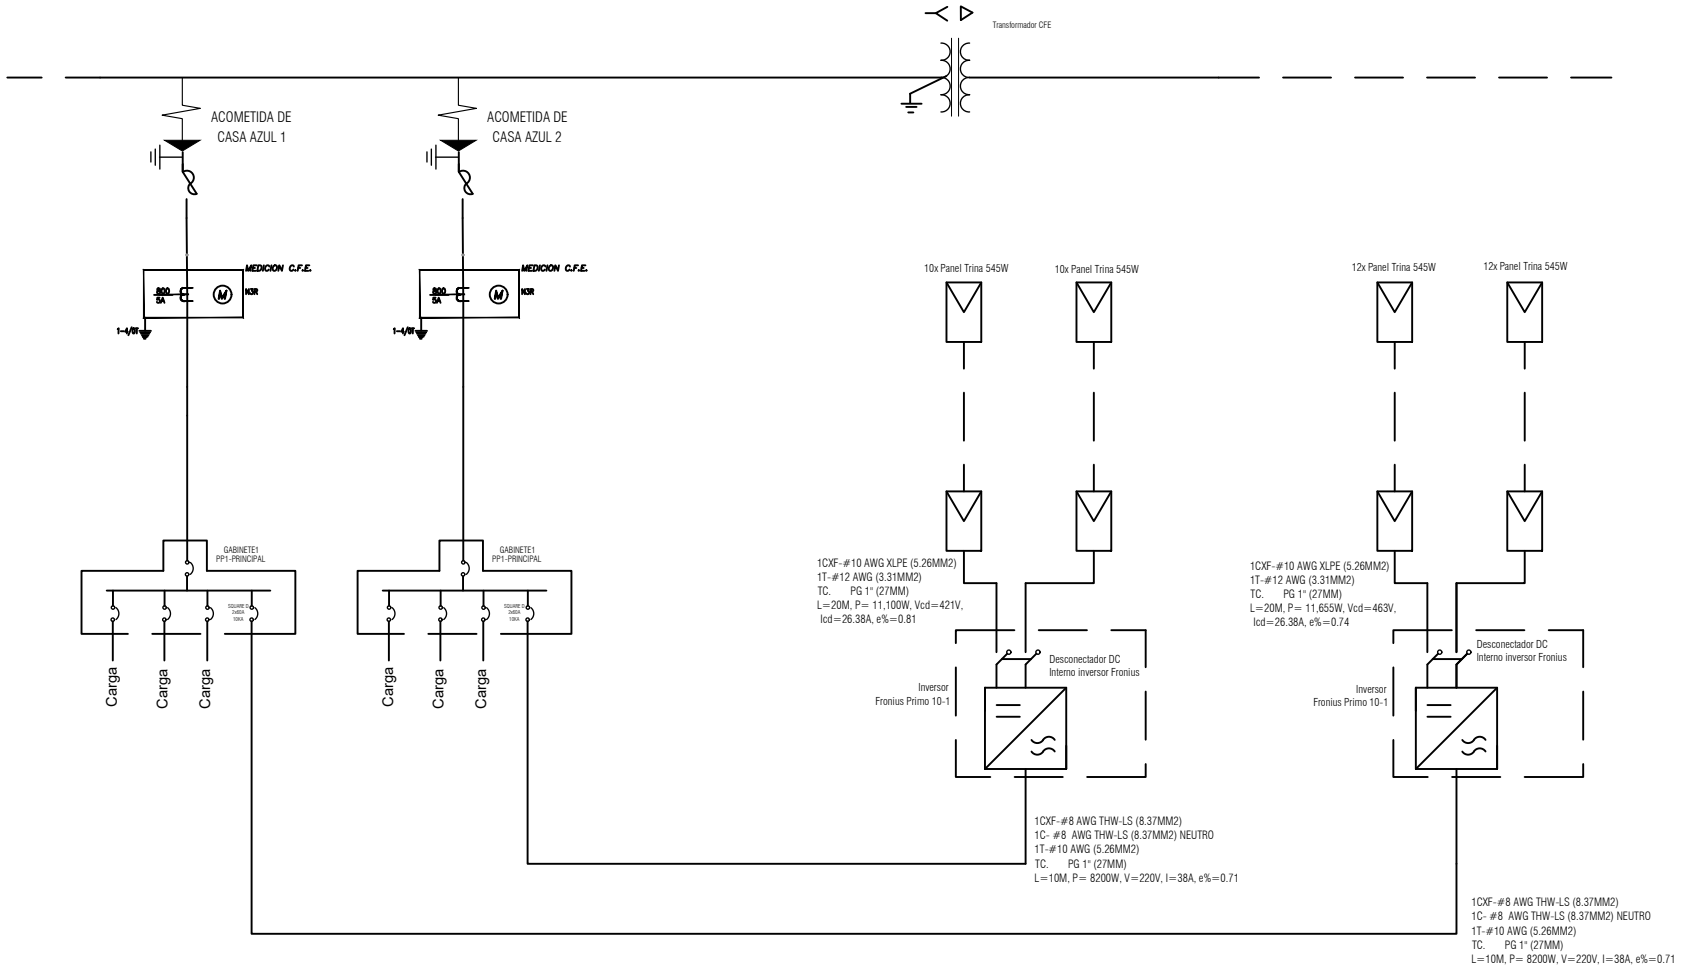 Transformador CFE
ACOMETIDA DE
CASA AZUL 1
ACOMETIDA DE
CASA AZUL 2
MEDICION C.F.E.
800
5A
M
N3R
1-4/0T
MEDICION C.F.E.
800
5A
M
N3R
1-4/0T
10x Panel Trina 545W
10x Panel Trina 545W
12x Panel Trina 545W
12x Panel Trina 545W
GABINETE1
PP1-PRINCIPAL
SQUARE D
2x60A
10KA
Carga
Carga
Carga
GABINETE1
PP1-PRINCIPAL
SQUARE D
2x60A
10KA
Carga
Carga
Carga
1CXF-#10 AWG XLPE (5.26MM2)
1T-#12 AWG (3.31MM2)
TC. PG 1" (27MM)
L=20M, P= 11,100W, Vcd=421V,
Icd=26.38A, e%=0.81
Desconectador DC
Interno inversor Fronius
Inversor
Fronius Primo 10-1
1CXF-#10 AWG XLPE (5.26MM2)
1T-#12 AWG (3.31MM2)
TC. PG 1" (27MM)
L=20M, P= 11,655W, Vcd=463V,
Icd=26.38A, e%=0.74
Desconectador DC
Interno inversor Fronius
Inversor
Fronius Primo 10-1
1CXF-#8 AWG THW-LS (8.37MM2)
1C- #8 AWG THW-LS (8.37MM2) NEUTRO
1T-#10 AWG (5.26MM2)
TC. PG 1" (27MM)
L=10M, P= 8200W, V=220V, I=38A, e%=0.71
1CXF-#8 AWG THW-LS (8.37MM2)
1C- #8 AWG THW-LS (8.37MM2) NEUTRO
1T-#10 AWG (5.26MM2)
TC. PG 1" (27MM)
L=10M, P= 8200W, V=220V, I=38A, e%=0.71